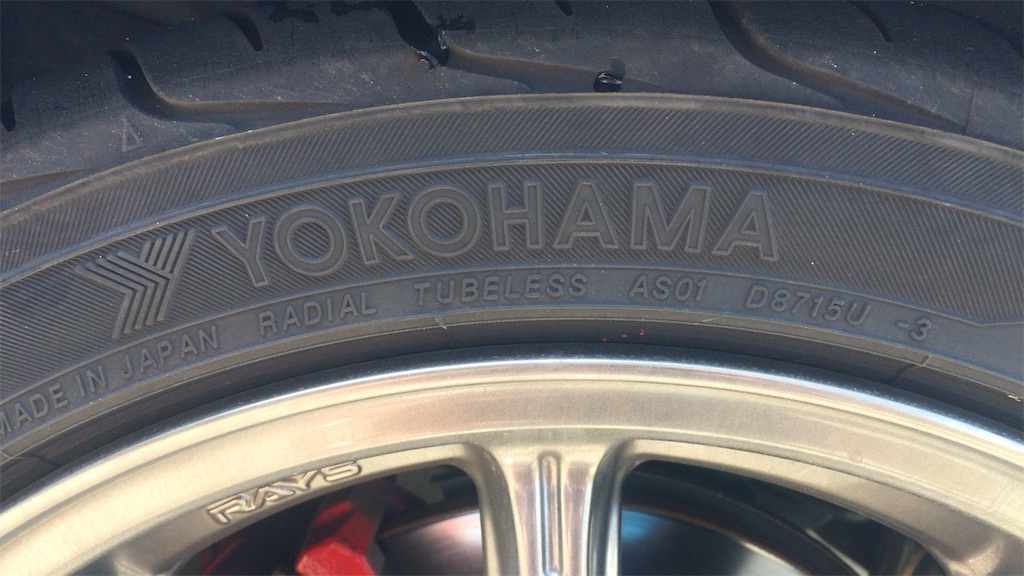 YOKOHAMA
MADE IN JAPAN RADIAL TUBELESS AS01 D8715U -3
RAYS